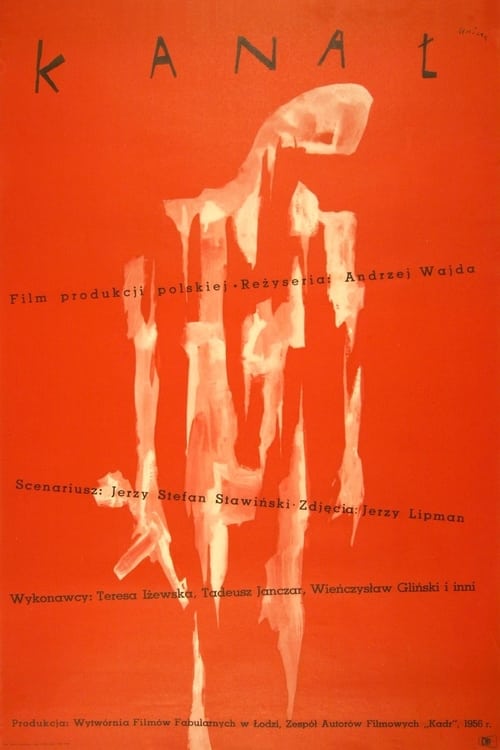 KANAŁ
Film produkcji polskiej · Reżyseria: Andrzej Wajda
Scenariusz: Jerzy Stefan Stawiński · Zdjęcia: Jerzy Lipman
Wykonawcy: Teresa Iżewska, Tadeusz Janczar, Wieńczysław Gliński i inni
Produkcja: Wytwórnia Filmów Fabularnych w Łodzi, Zespół Autorów Filmowych „Kadr", 1956 r.